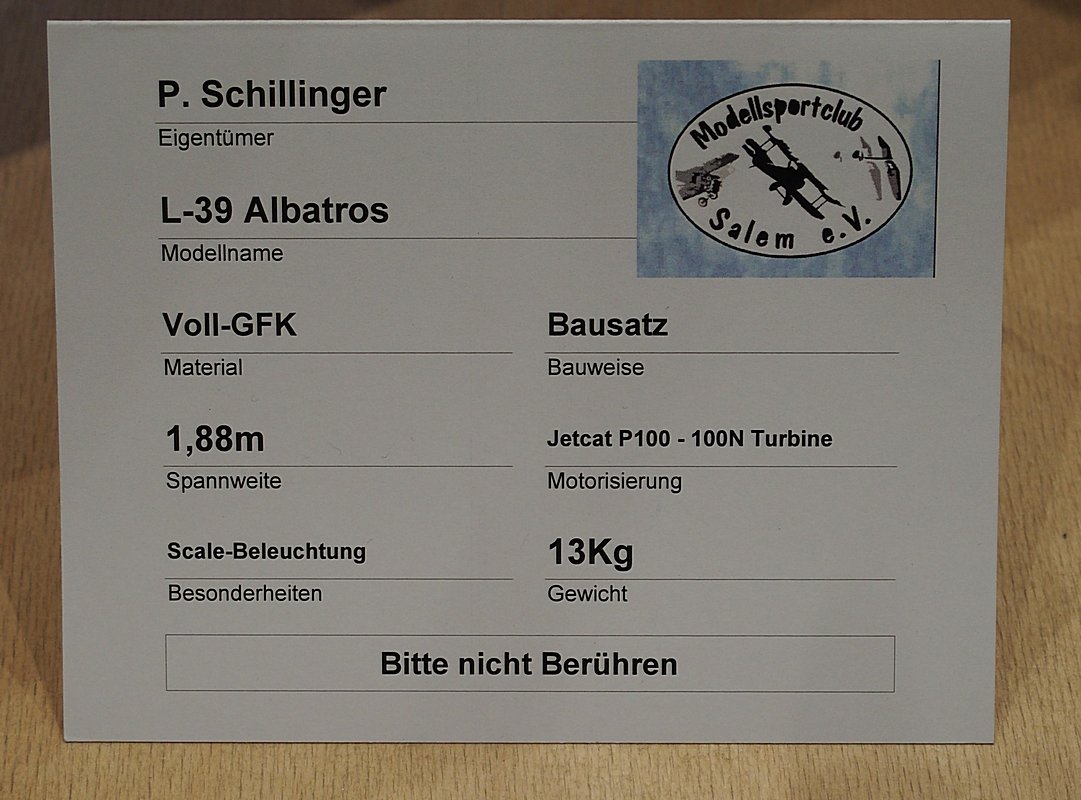 P. Schillinger
Eigentümer
Modellsportclub
Salem e.V.
L-39 Albatros
Modellname
Voll-GFK
Material
Bausatz
Bauweise
1,88m
Spannweite
Jetcat P100 - 100N Turbine
Motorisierung
Scale-Beleuchtung
Besonderheiten
13Kg
Gewicht
Bitte nicht Berühren